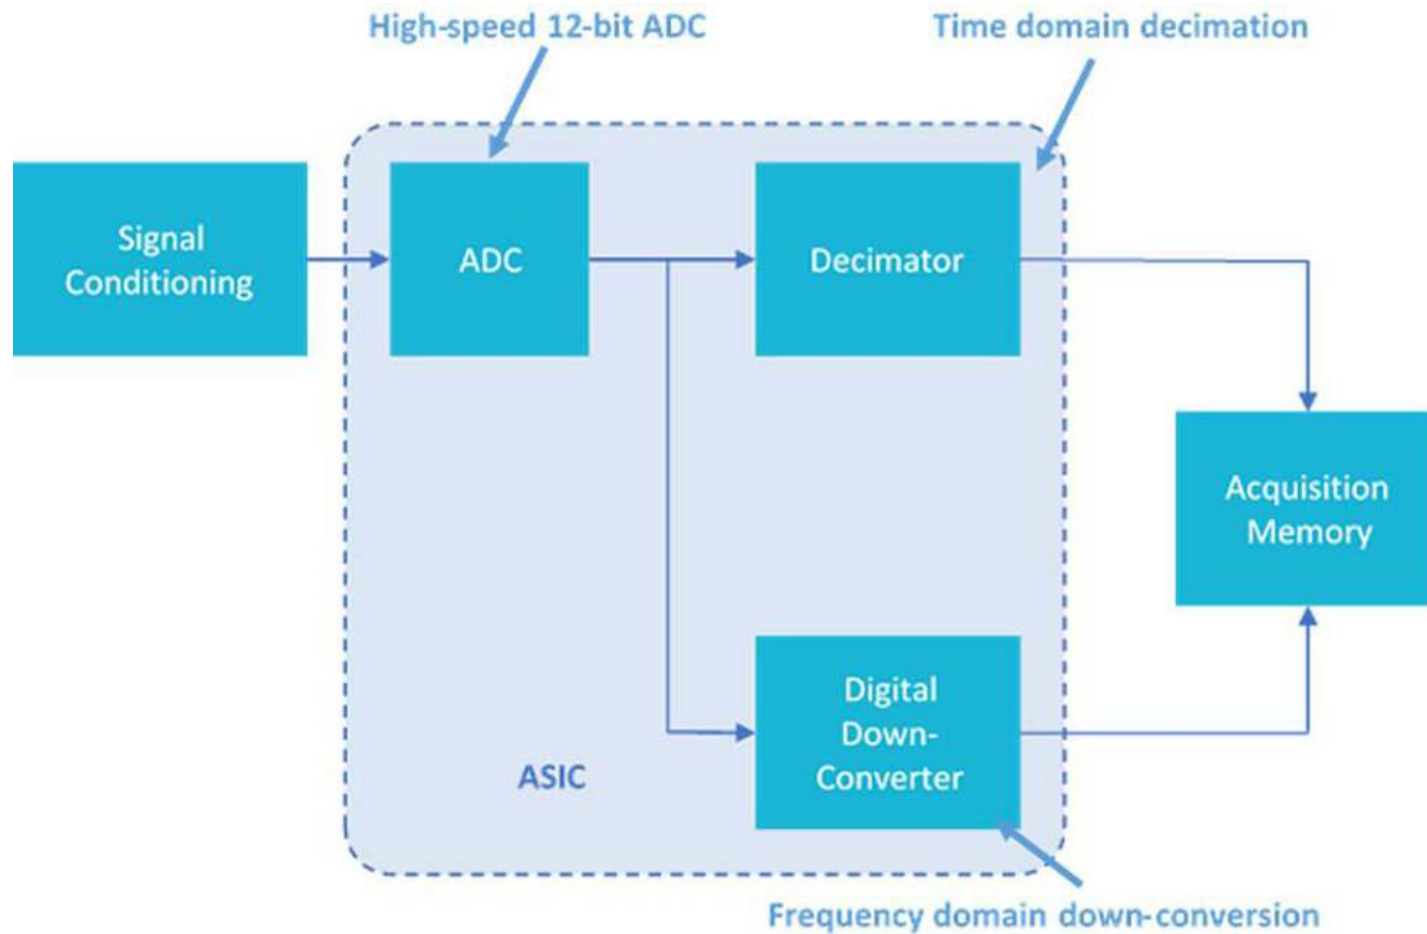 High-speed 12-bit ADC
Time domain decimation
Signal
Conditioning
ADC
Decimator
Acquisition
Memory
Digital
Down-
Converter
ASIC
Frequency domain down-conversion